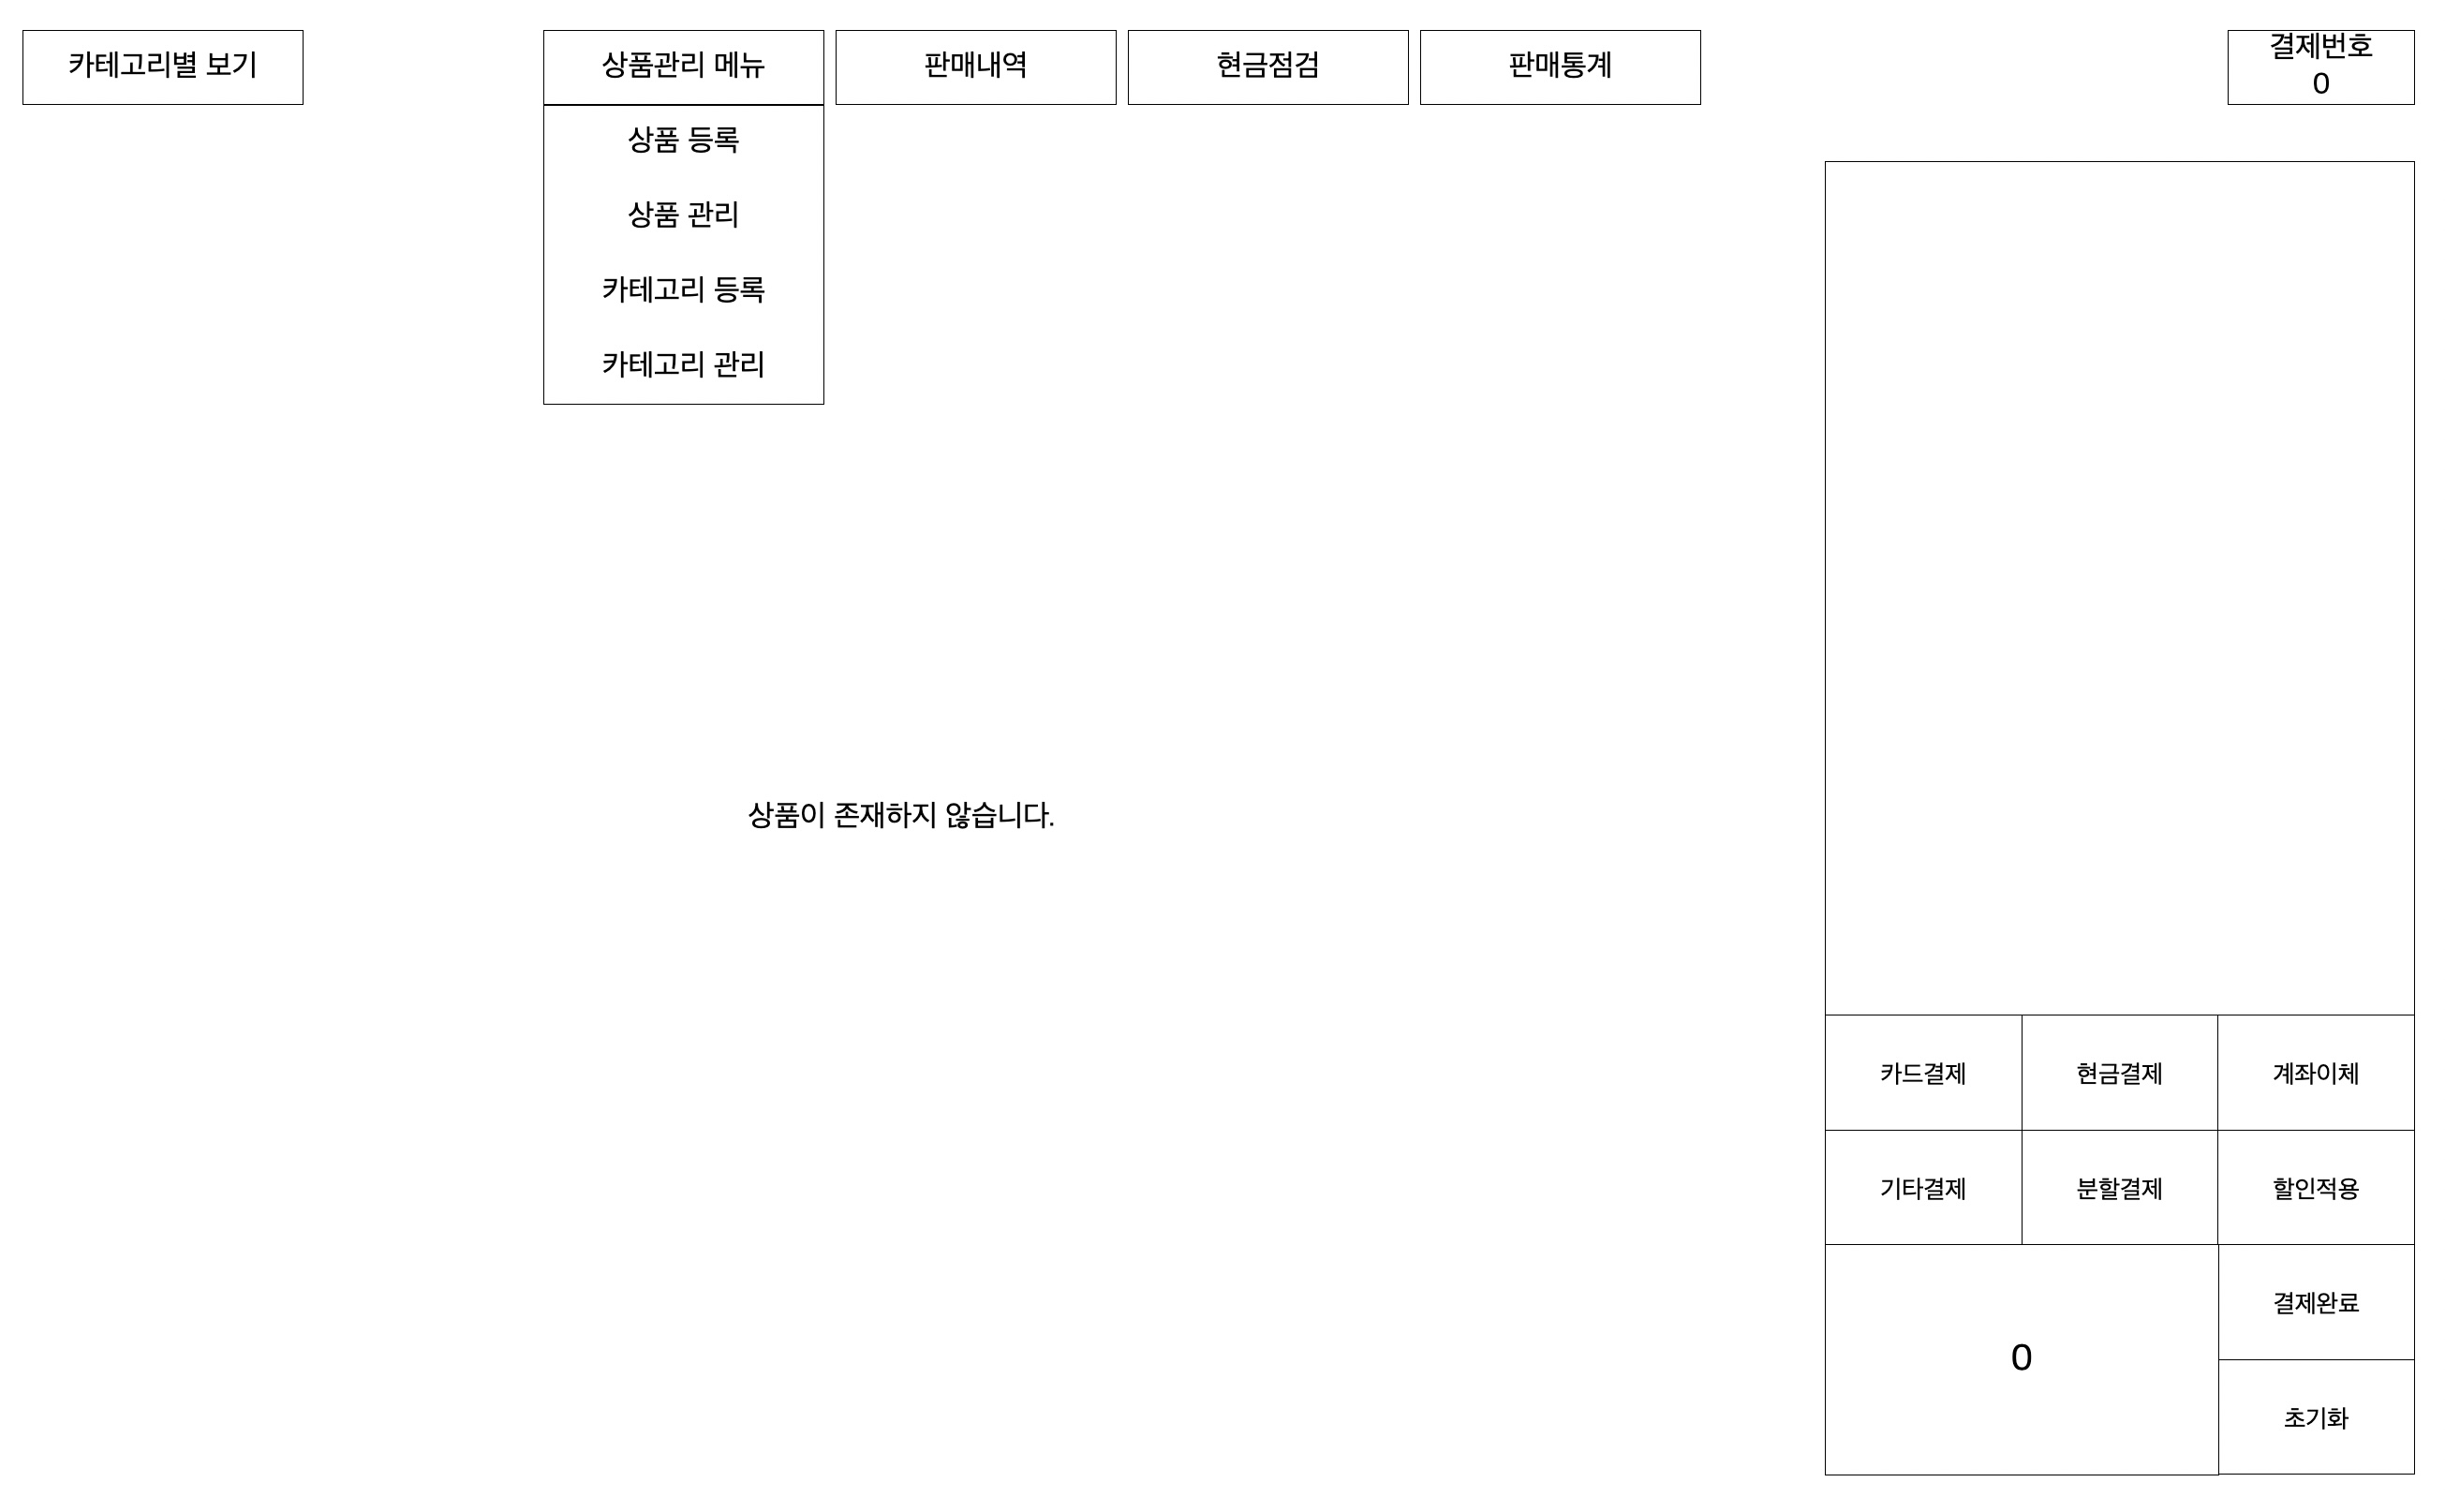 카테고리별 보기
상품관리 메뉴
판매내역
현금점검
판매통계
결제번호
0
상품 등록
상품 관리
카테고리 등록
카테고리 관리
상품이 존재하지 않습니다.
카드결제
현금결제
계좌이체
기타결제
분할결제
할인적용
0
결제완료
초기화